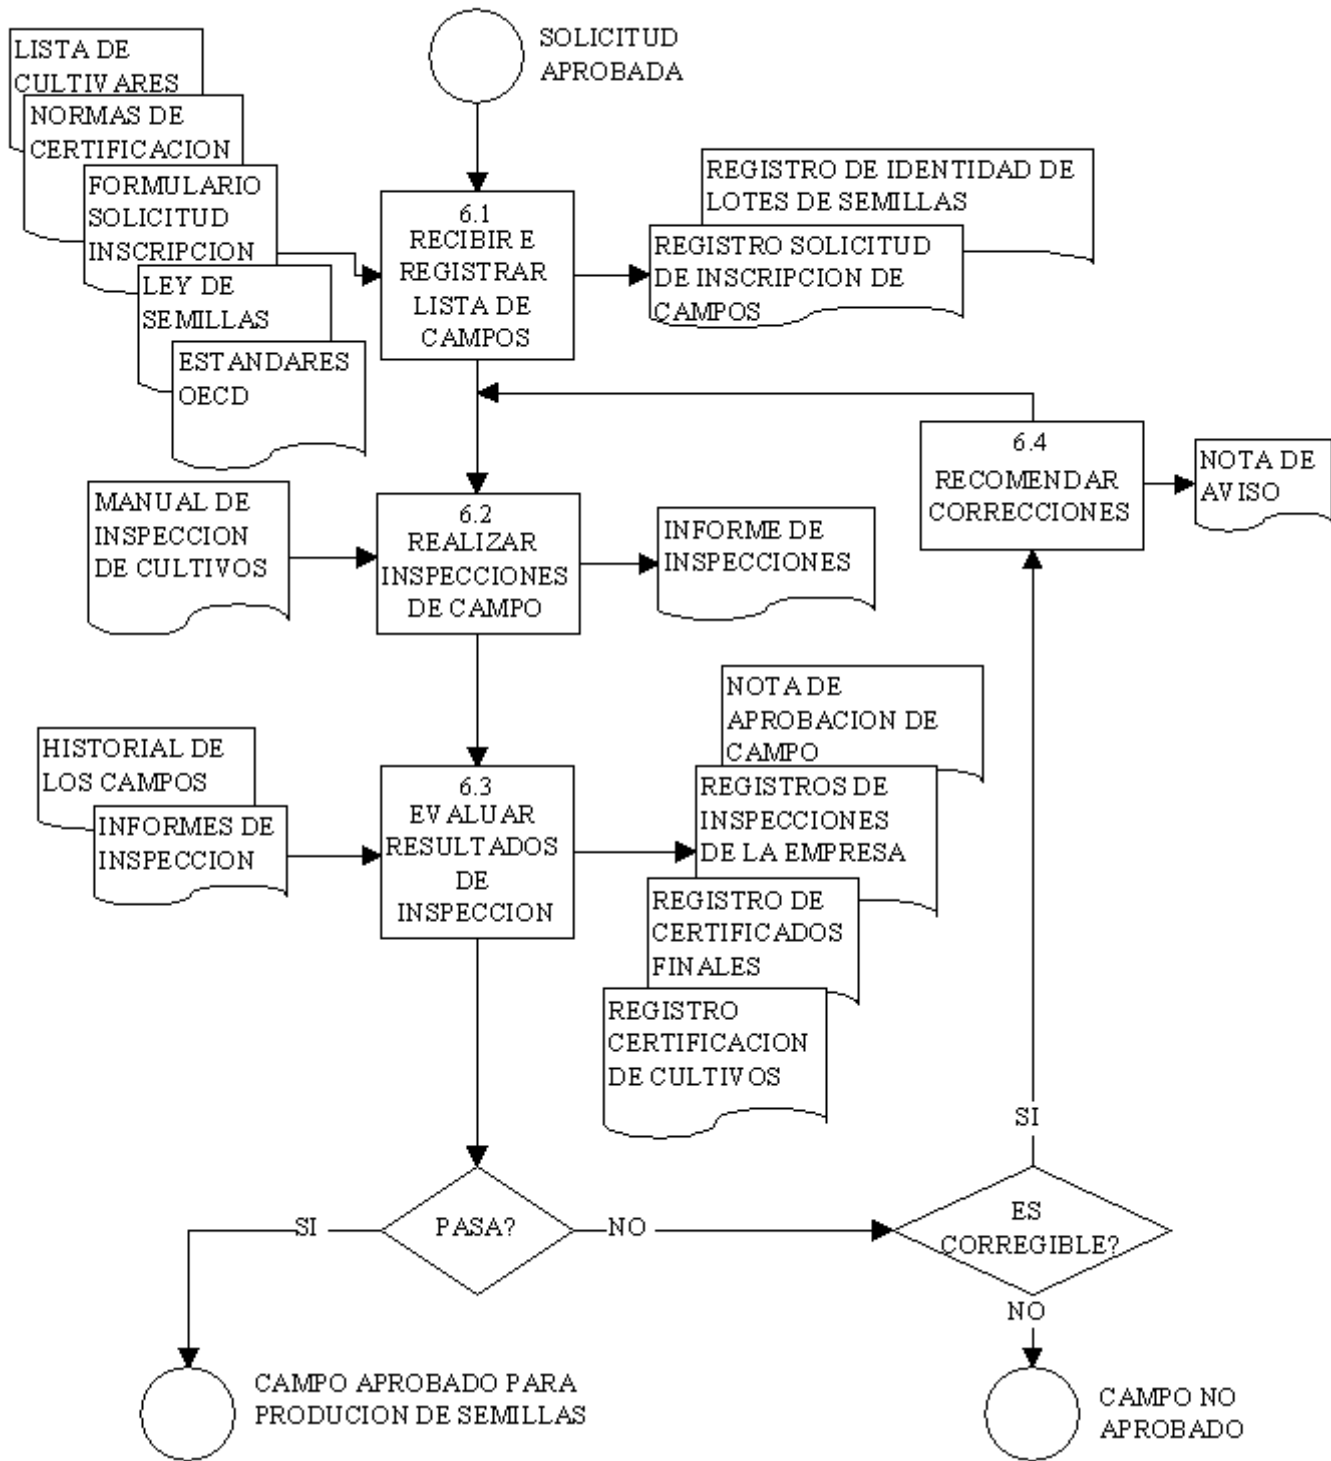 SOLICITUD
APROBADA
LISTA DE
CULTIVARES
NORMAS DE
CERTIFICACION
FORMULARIO
SOLICITUD
INSCRIPCION
LEY DE
SEMILLAS
ESTANDARES
OECD
6.1
RECIBIR E
REGISTRAR
LISTA DE
CAMPOS
REGISTRO DE IDENTIDAD DE
LOTES DE SEMILLAS
REGISTRO SOLICITUD
DE INSCRIPCION DE
CAMPOS
6.4
RECOMENDAR
CORRECCIONES
NOTA DE
AVISO
MANUAL DE
INSPECCION
DE CULTIVOS
6.2
REALIZAR
INSPECCIONES
DE CAMPO
INFORME DE
INSPECCIONES
HISTORIAL DE
LOS CAMPOS
INFORMES DE
INSPECCION
6.3
EVALUAR
RESULTADOS
DE
INSPECCION
NOTA DE
APROBACION DE
CAMPO
REGISTROS DE
INSPECCIONES
DE LA EMPRESA
REGISTRO DE
CERTIFICADOS
FINALES
REGISTRO
CERTIFICACION
DE CULTIVOS
SI
PASA?
NO
SI
ES
CORREGIBLE?
NO
CAMPO APROBADO PARA
PRODUCION DE SEMILLAS
CAMPO NO
APROBADO